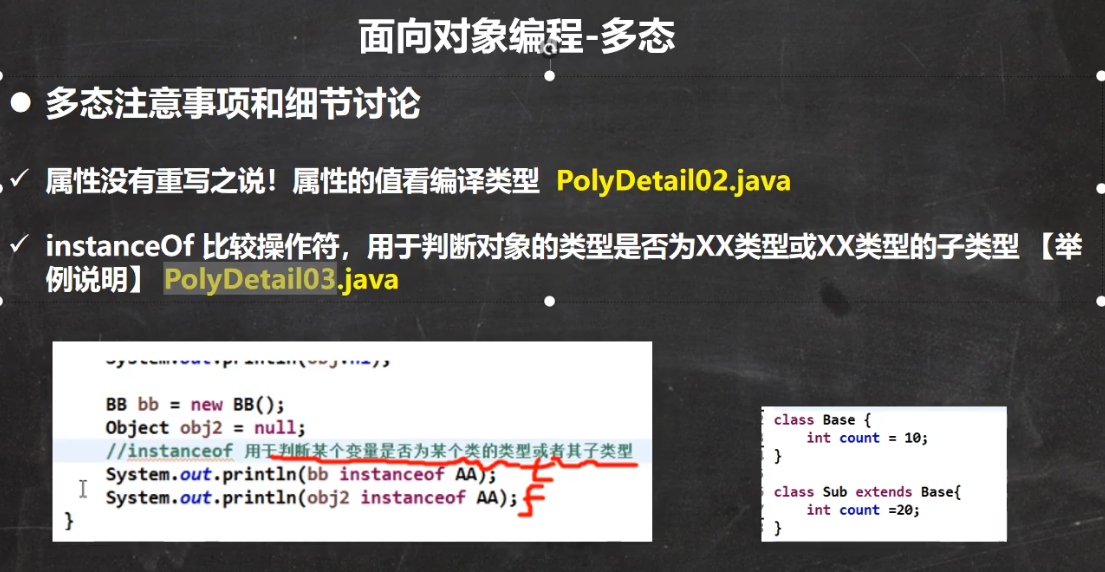 面向对象编程-多态
多态注意事项和细节讨论
属性没有重写之说！属性的值看编译类型 PolyDetail02.java
instanceOf 比较操作符，用于判断对象的类型是否为XX类型或XX类型的子类型 【举
例说明】 PolyDetail03.java
BB bb = new BB();
Object obj2 = null;
//instanceof 用于判断某个变量是否为某个类的类型或者其子类型
System.out.println(bb instanceof AA); t
System.out.println(obj2 instanceof AA); f
}
class Base {
int count = 10;
}
class Sub extends Base{
int count =20;
}